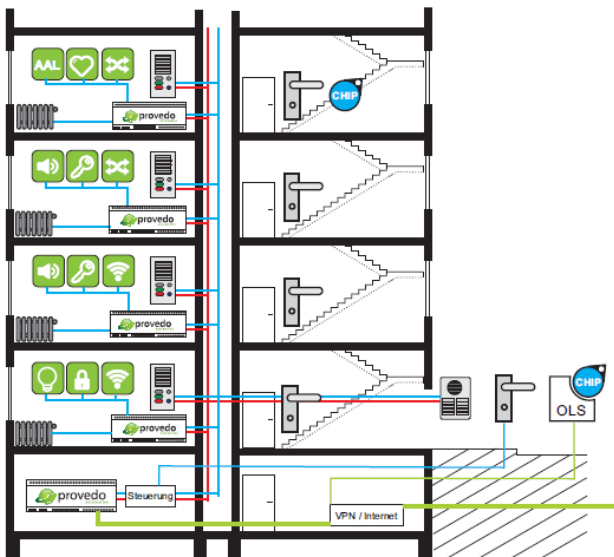 AAL
CHIP
provedo
provedo
provedo
provedo
CHIP
OLS
provedo
Steuerung
VPN / Internet